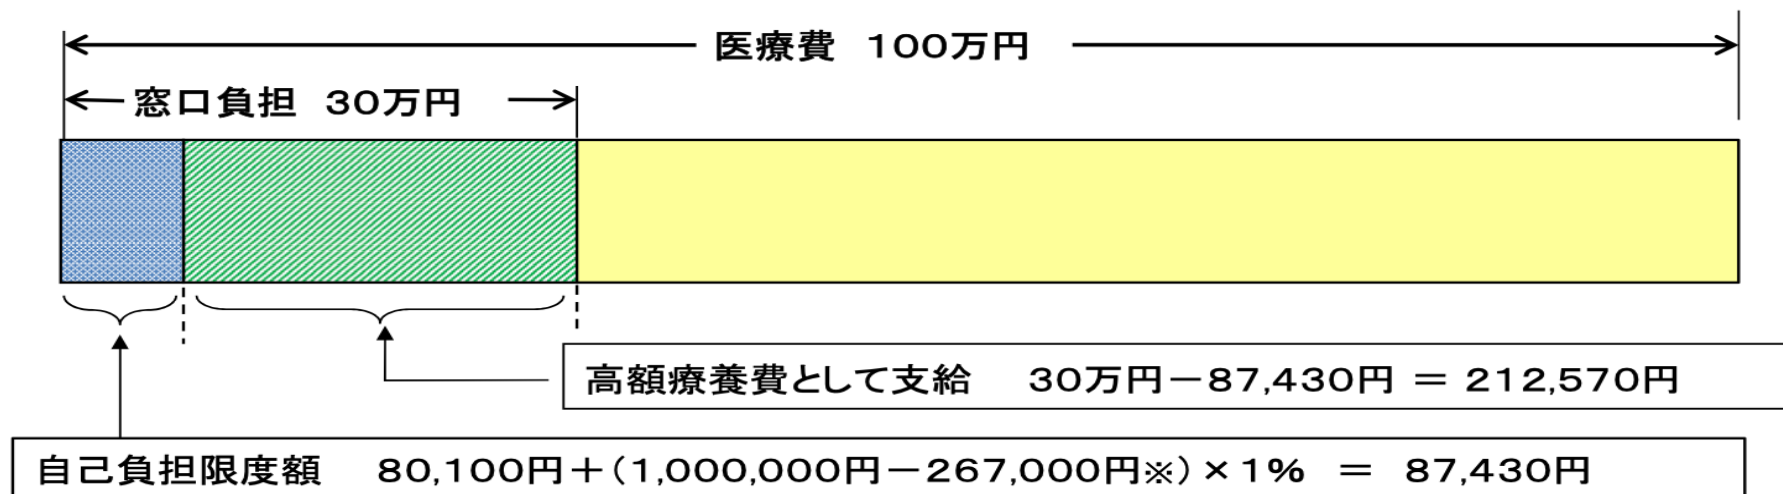 医療費　100万円
窓口負担　30万円
高額療養費として支給　30万円－87,430円 ＝ 212,570円
自己負担限度額　80,100円＋(1,000,000円－267,000円※)×1％ ＝ 87,430円